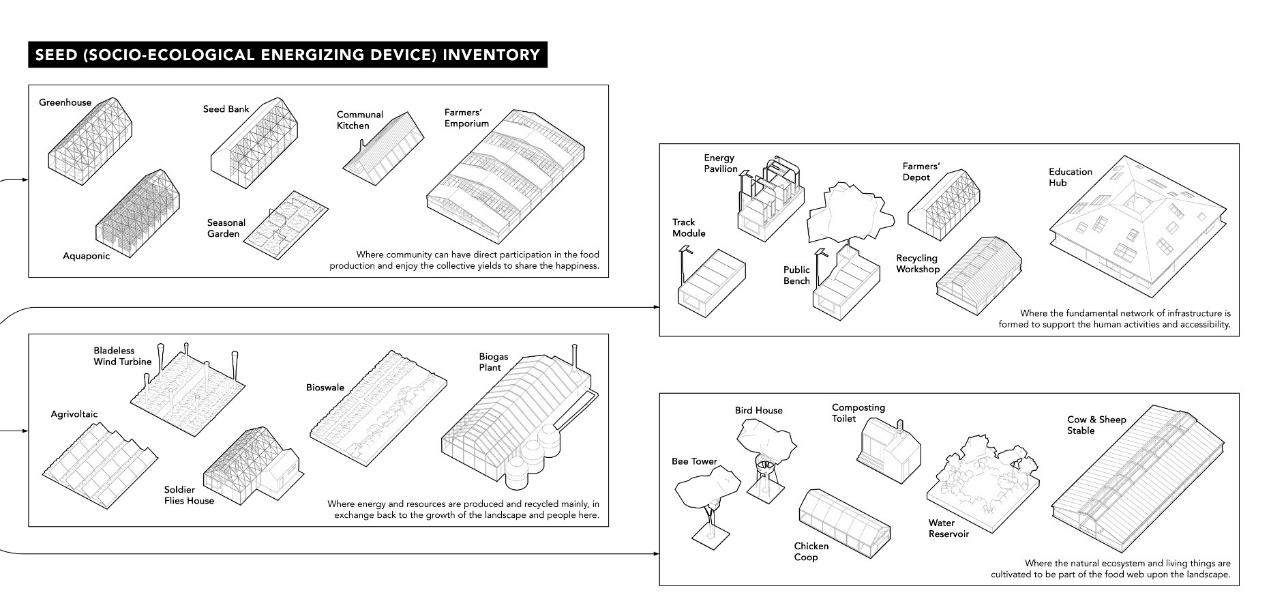 SEED (SOCIO-ECOLOGICAL ENERGIZING DEVICE) INVENTORY
Greenhouse
Seed Bank
Communal
Kitchen
Farmers'
Emporium
Aquaponic
Seasonal
Garden
Where community can have direct participation in the food
production and enjoy the collective yields to share the happiness.
Energy
Pavilion
Farmers'
Depot
Education
Hub
Track
Module
Public
Bench
Recycling
Workshop
Where the fundamental network of infrastructure is
formed to support the human activities and accessibility.
Bladeless
Wind Turbine
Bioswale
Biogas
Plant
Agrivoltaic
Soldier
Flies House
Where energy and resources are produced and recycled mainly, in
exchange back to the growth of the landscape and people here.
Bird House
Composting
Toilet
Cow & Sheep
Stable
Bee Tower
Chicken
Coop
Water
Reservoir
Where the natural ecosystem and living things are
cultivated to be part of the food web upon the landscape.